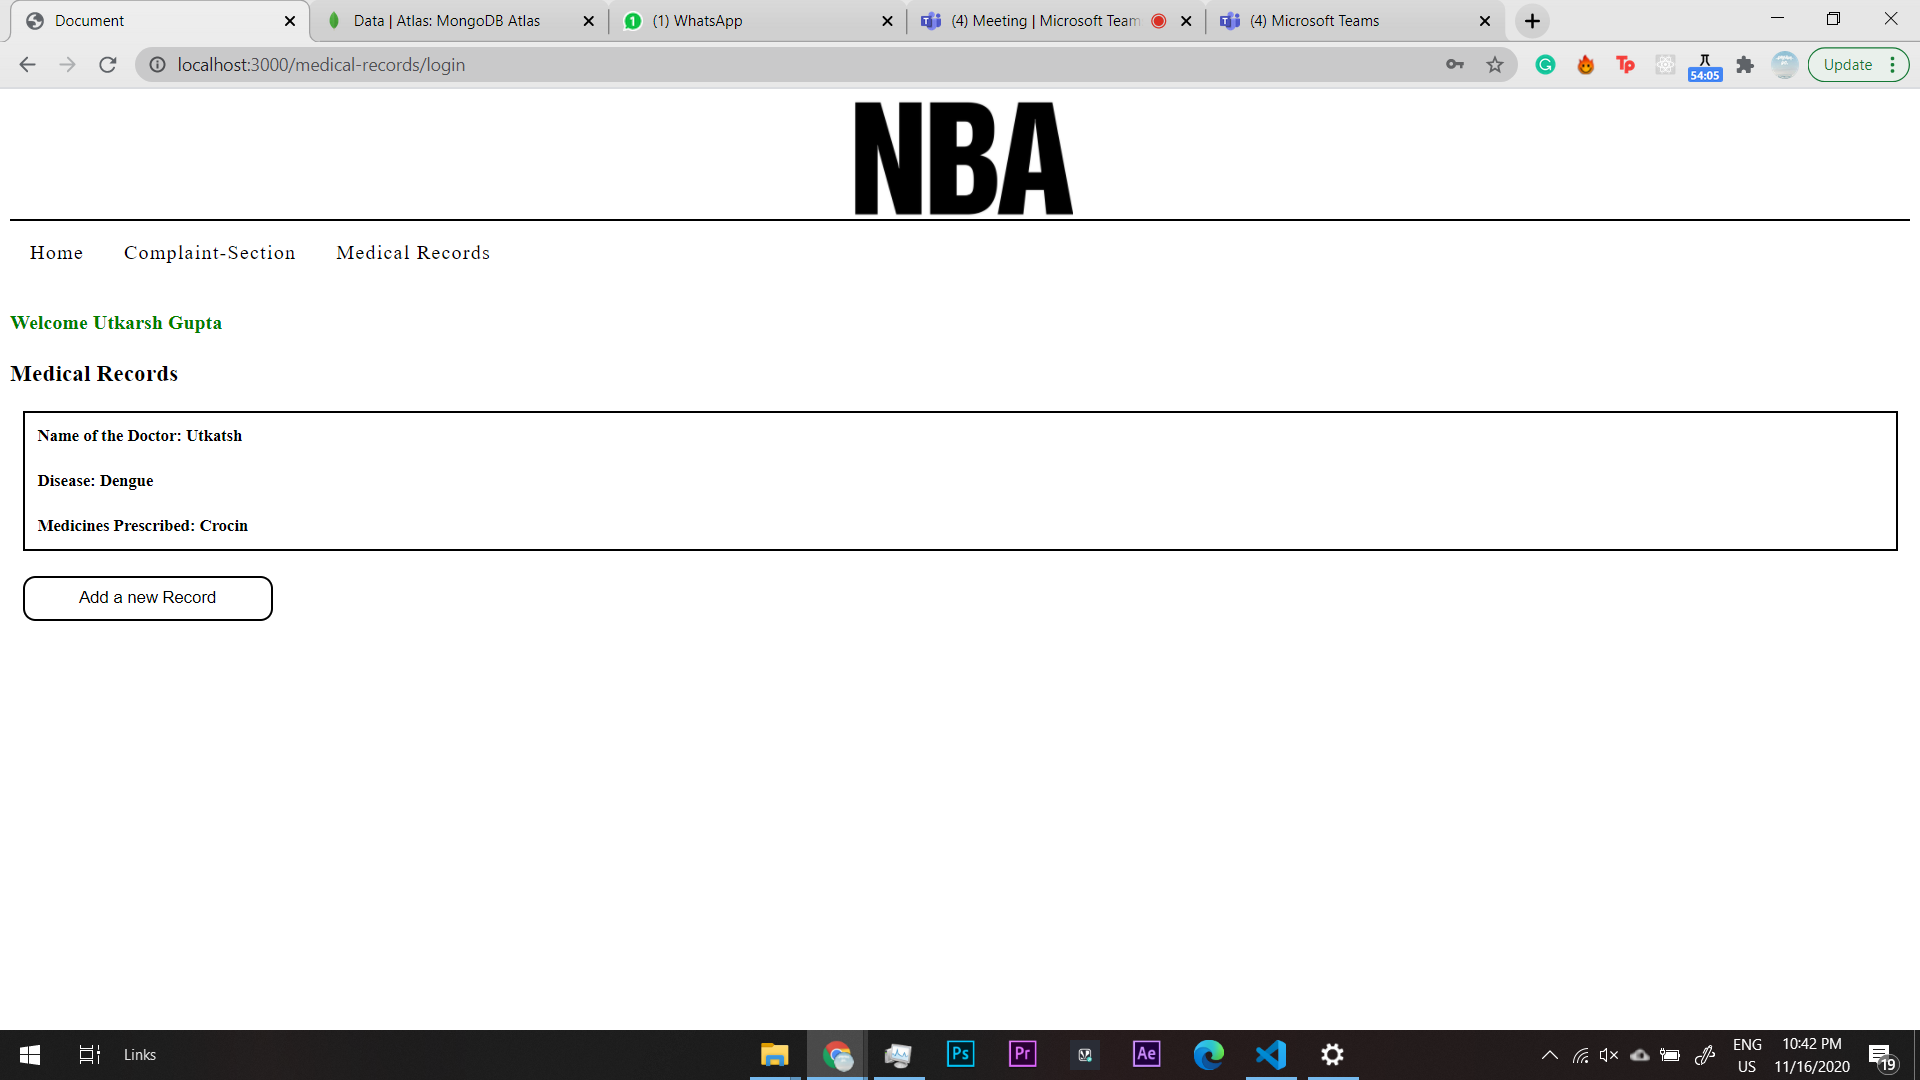 Document
Data | Atlas: MongoDB Atlas
(1) WhatsApp
(4) Meeting | Microsoft Team
(4) Microsoft Teams
localhost:3000/medical-records/login
Tp
54:05
Update
NBA
Home Complaint-Section Medical Records
Welcome Utkarsh Gupta
Medical Records
Name of the Doctor: Utkatsh
Disease: Dengue
Medicines Prescribed: Crocin
Add a new Record
Links
Ps
Pr
Ae
ENG
US
10:42 PM
11/16/2020
19